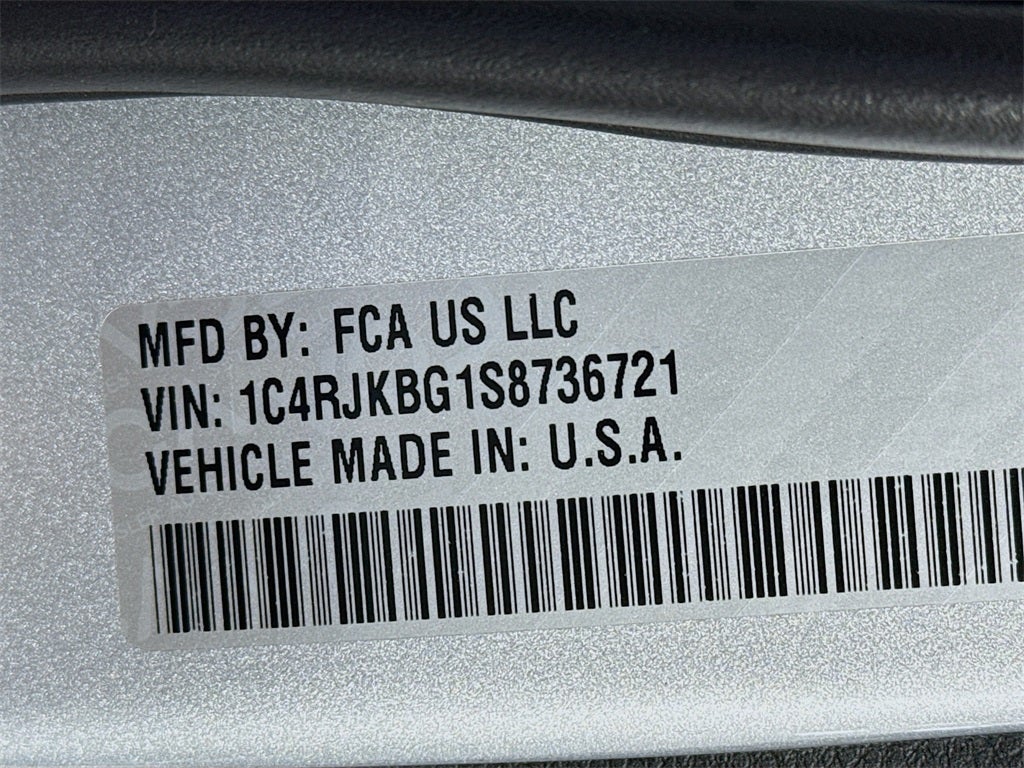 MFD BY: FCA US LLC
VIN: 1C4RJKBG1S8736721
VEHICLE MADE IN: U.S.A.